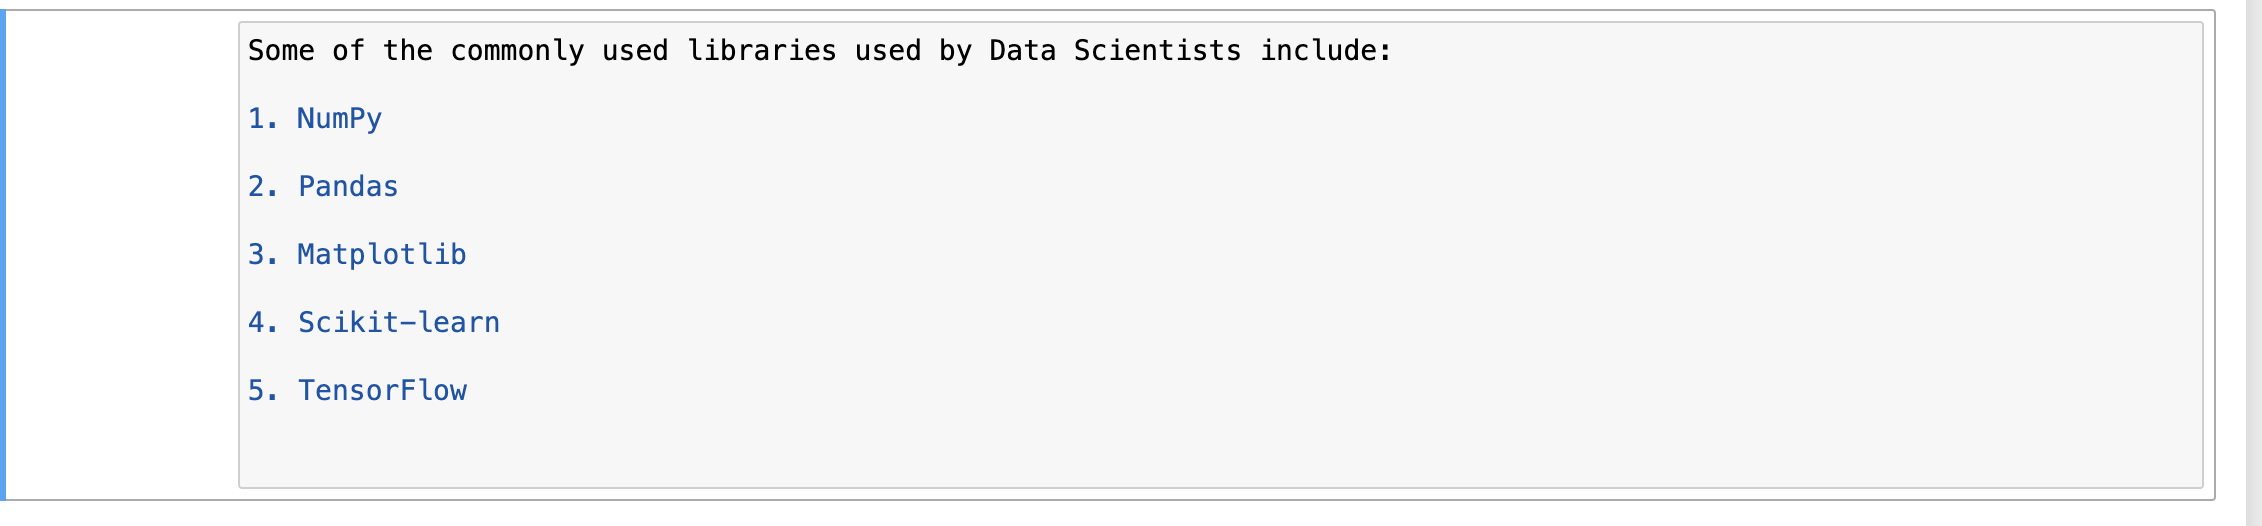 Some of the commonly used libraries used by Data Scientists include:
1. NumPy
2. Pandas
3. Matplotlib
4. Scikit-learn
5. TensorFlow